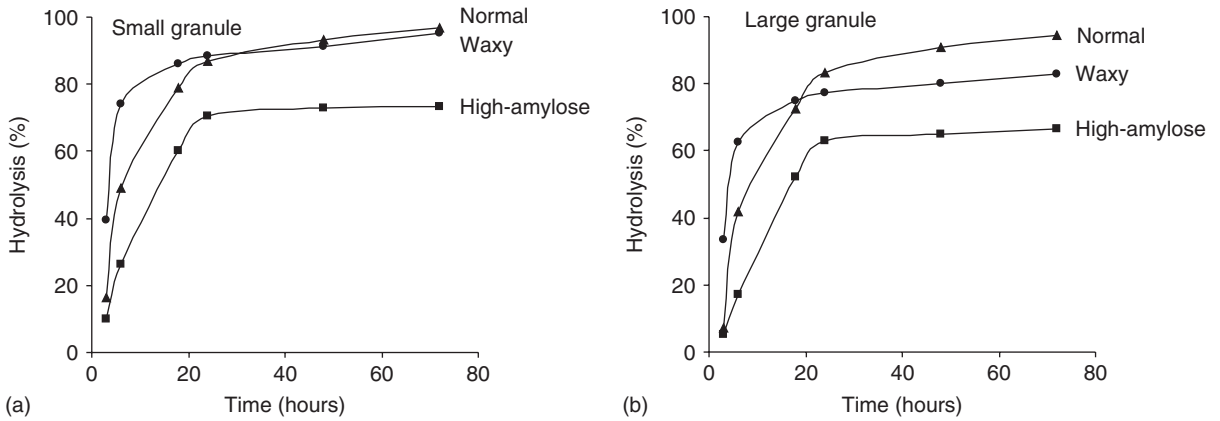 Small granule
Normal
Waxy
High-amylose
Hydrolysis (%)
100
80
60
40
20
0
0 20 40 60 80
Time (hours)
(a)
Large granule
Normal
Waxy
High-amylose
Hydrolysis (%)
100
80
60
40
20
0
0 20 40 60 80
Time (hours)
(b)